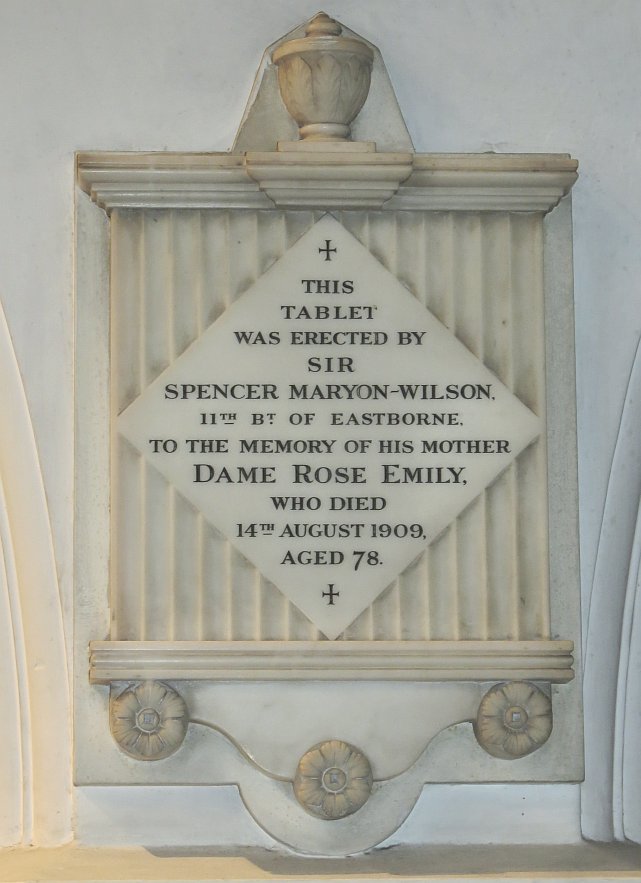 THIS
TABLET
WAS ERECTED BY
SIR
SPENCER MARYON-WILSON,
11TH BT. OF EASTBORNE,
TO THE MEMORY OF HIS MOTHER
DAME ROSE EMILY,
WHO DIED
14TH AUGUST 1909,
AGED 78.